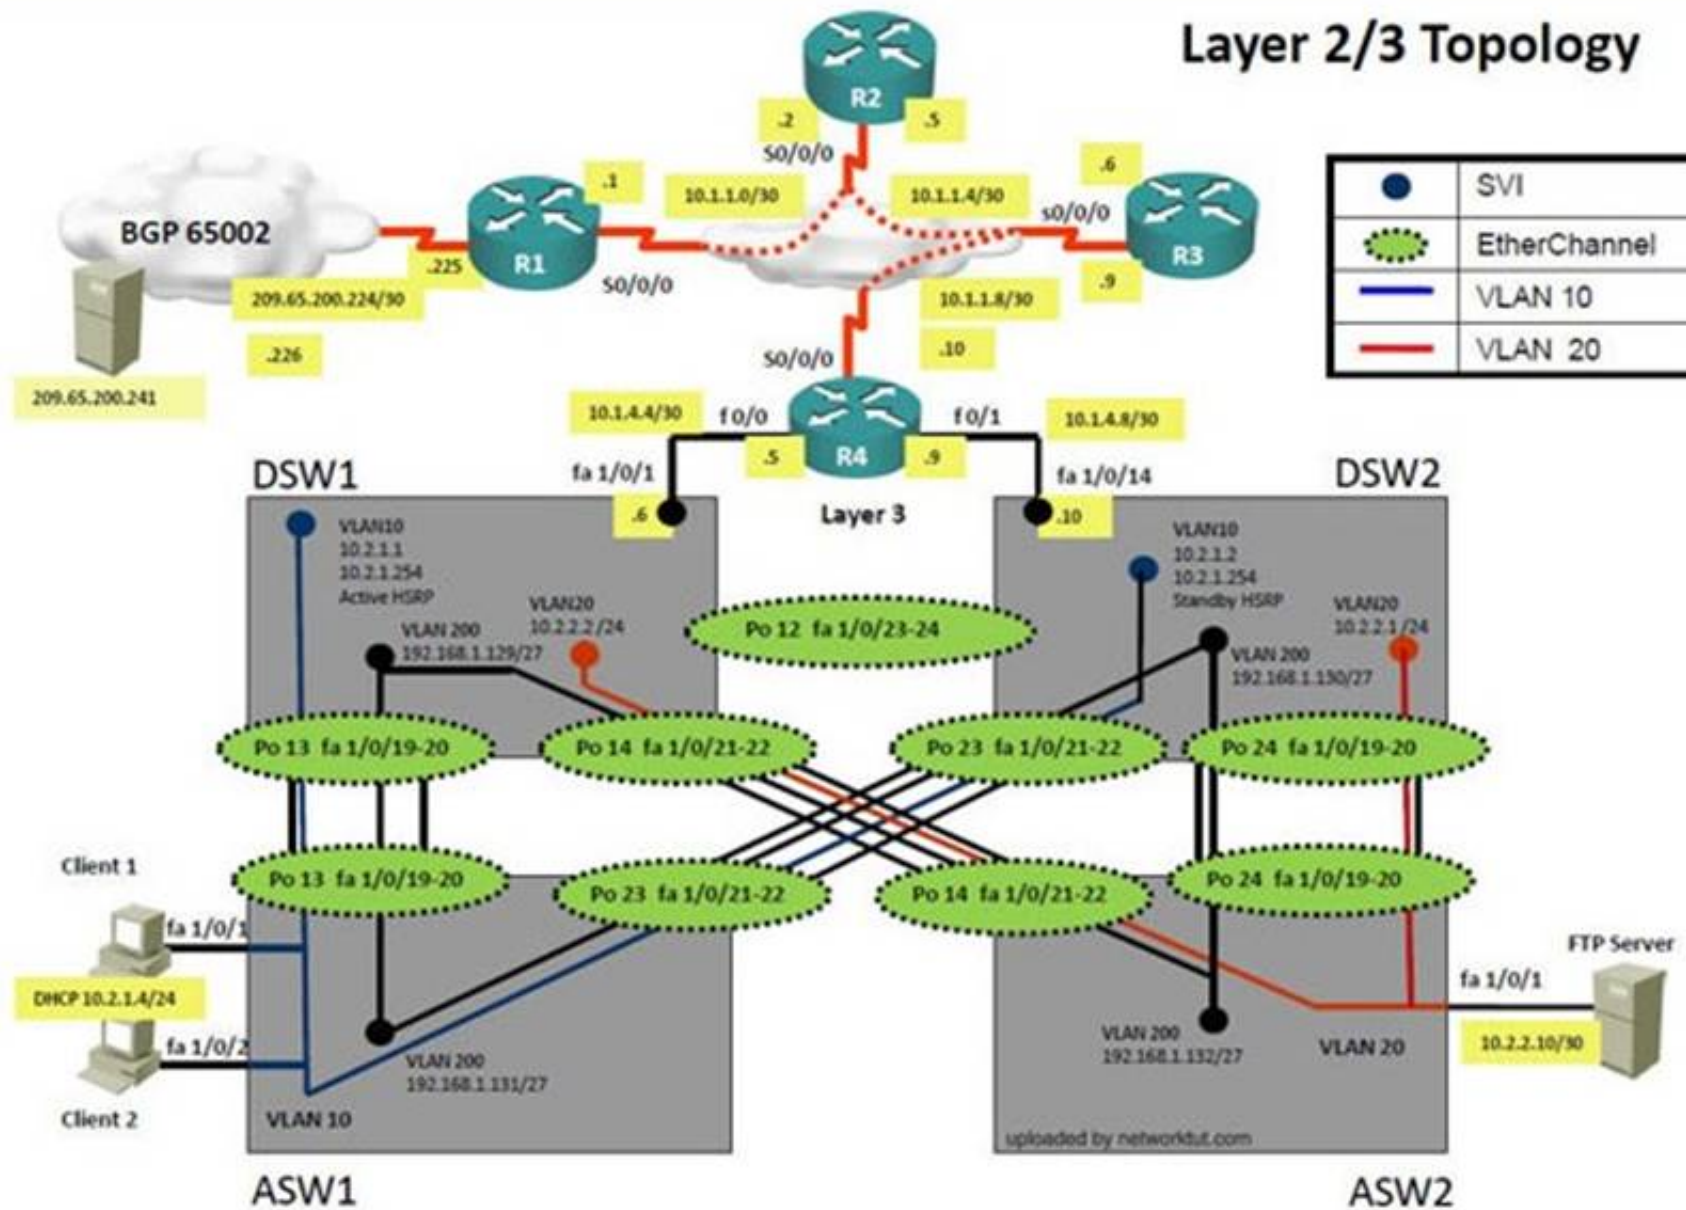 Layer 2/3 Topology
R2
.2
.5
S0/0/0
.1
10.1.1.0/30
10.1.1.4/30
.6
s0/0/0
R3
.9
BGP 65002
R1
.225
S0/0/0
209.65.200.224/30
.226
209.65.200.241
10.1.1.8/30
.10
S0/0/0
SVI
EtherChannel
VLAN 10
VLAN 20
10.1.4.4/30
f 0/0
f 0/1
10.1.4.8/30
.5
R4
.9
fa 1/0/1
fa 1/0/14
Layer 3
DSW1
.6
VLAN10
10.2.1.1
10.2.1.254
Active HSRP
VLAN 200
192.168.1.129/27
VLAN20
10.2.2.2 /24
Po 12 fa 1/0/23-24
DSW2
.10
VLAN10
10.2.1.2
10.2.1.254
Standby HSRP
VLAN20
10.2.2.1 /24
VLAN 200
192.168.1.130/27
Po 13 fa 1/0/19-20
Po 14 fa 1/0/21-22
Po 23 fa 1/0/21-22
Po 24 fa 1/0/19-20
Po 13 fa 1/0/19-20
Po 23 fa 1/0/21-22
Po 14 fa 1/0/21-22
Po 24 fa 1/0/19-20
Client 1
fa 1/0/1
DHCP 10.2.1.4/24
fa 1/0/2
Client 2
VLAN 200
192.168.1.131/27
VLAN 10
ASW1
VLAN 200
192.168.1.132/27
VLAN 20
FTP Server
fa 1/0/1
10.2.2.10/30
uploaded by networktut.com
ASW2